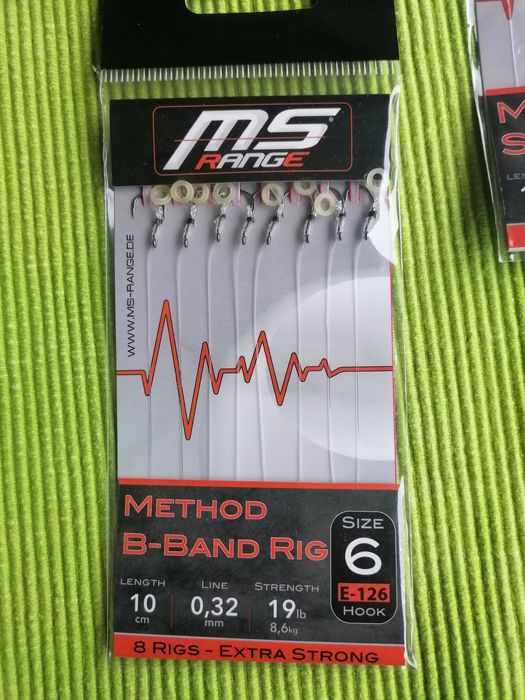 MS
RANGE
®
WWW.MS-RANGE.DE
METHOD
B-BAND RIG
SIZE
6
E-126
HOOK
LENGTH
10
cm
LINE
0,32
mm
STRENGTH
19lb
8,6kg
8 RIGS - EXTRA STRONG
M
S
LEN